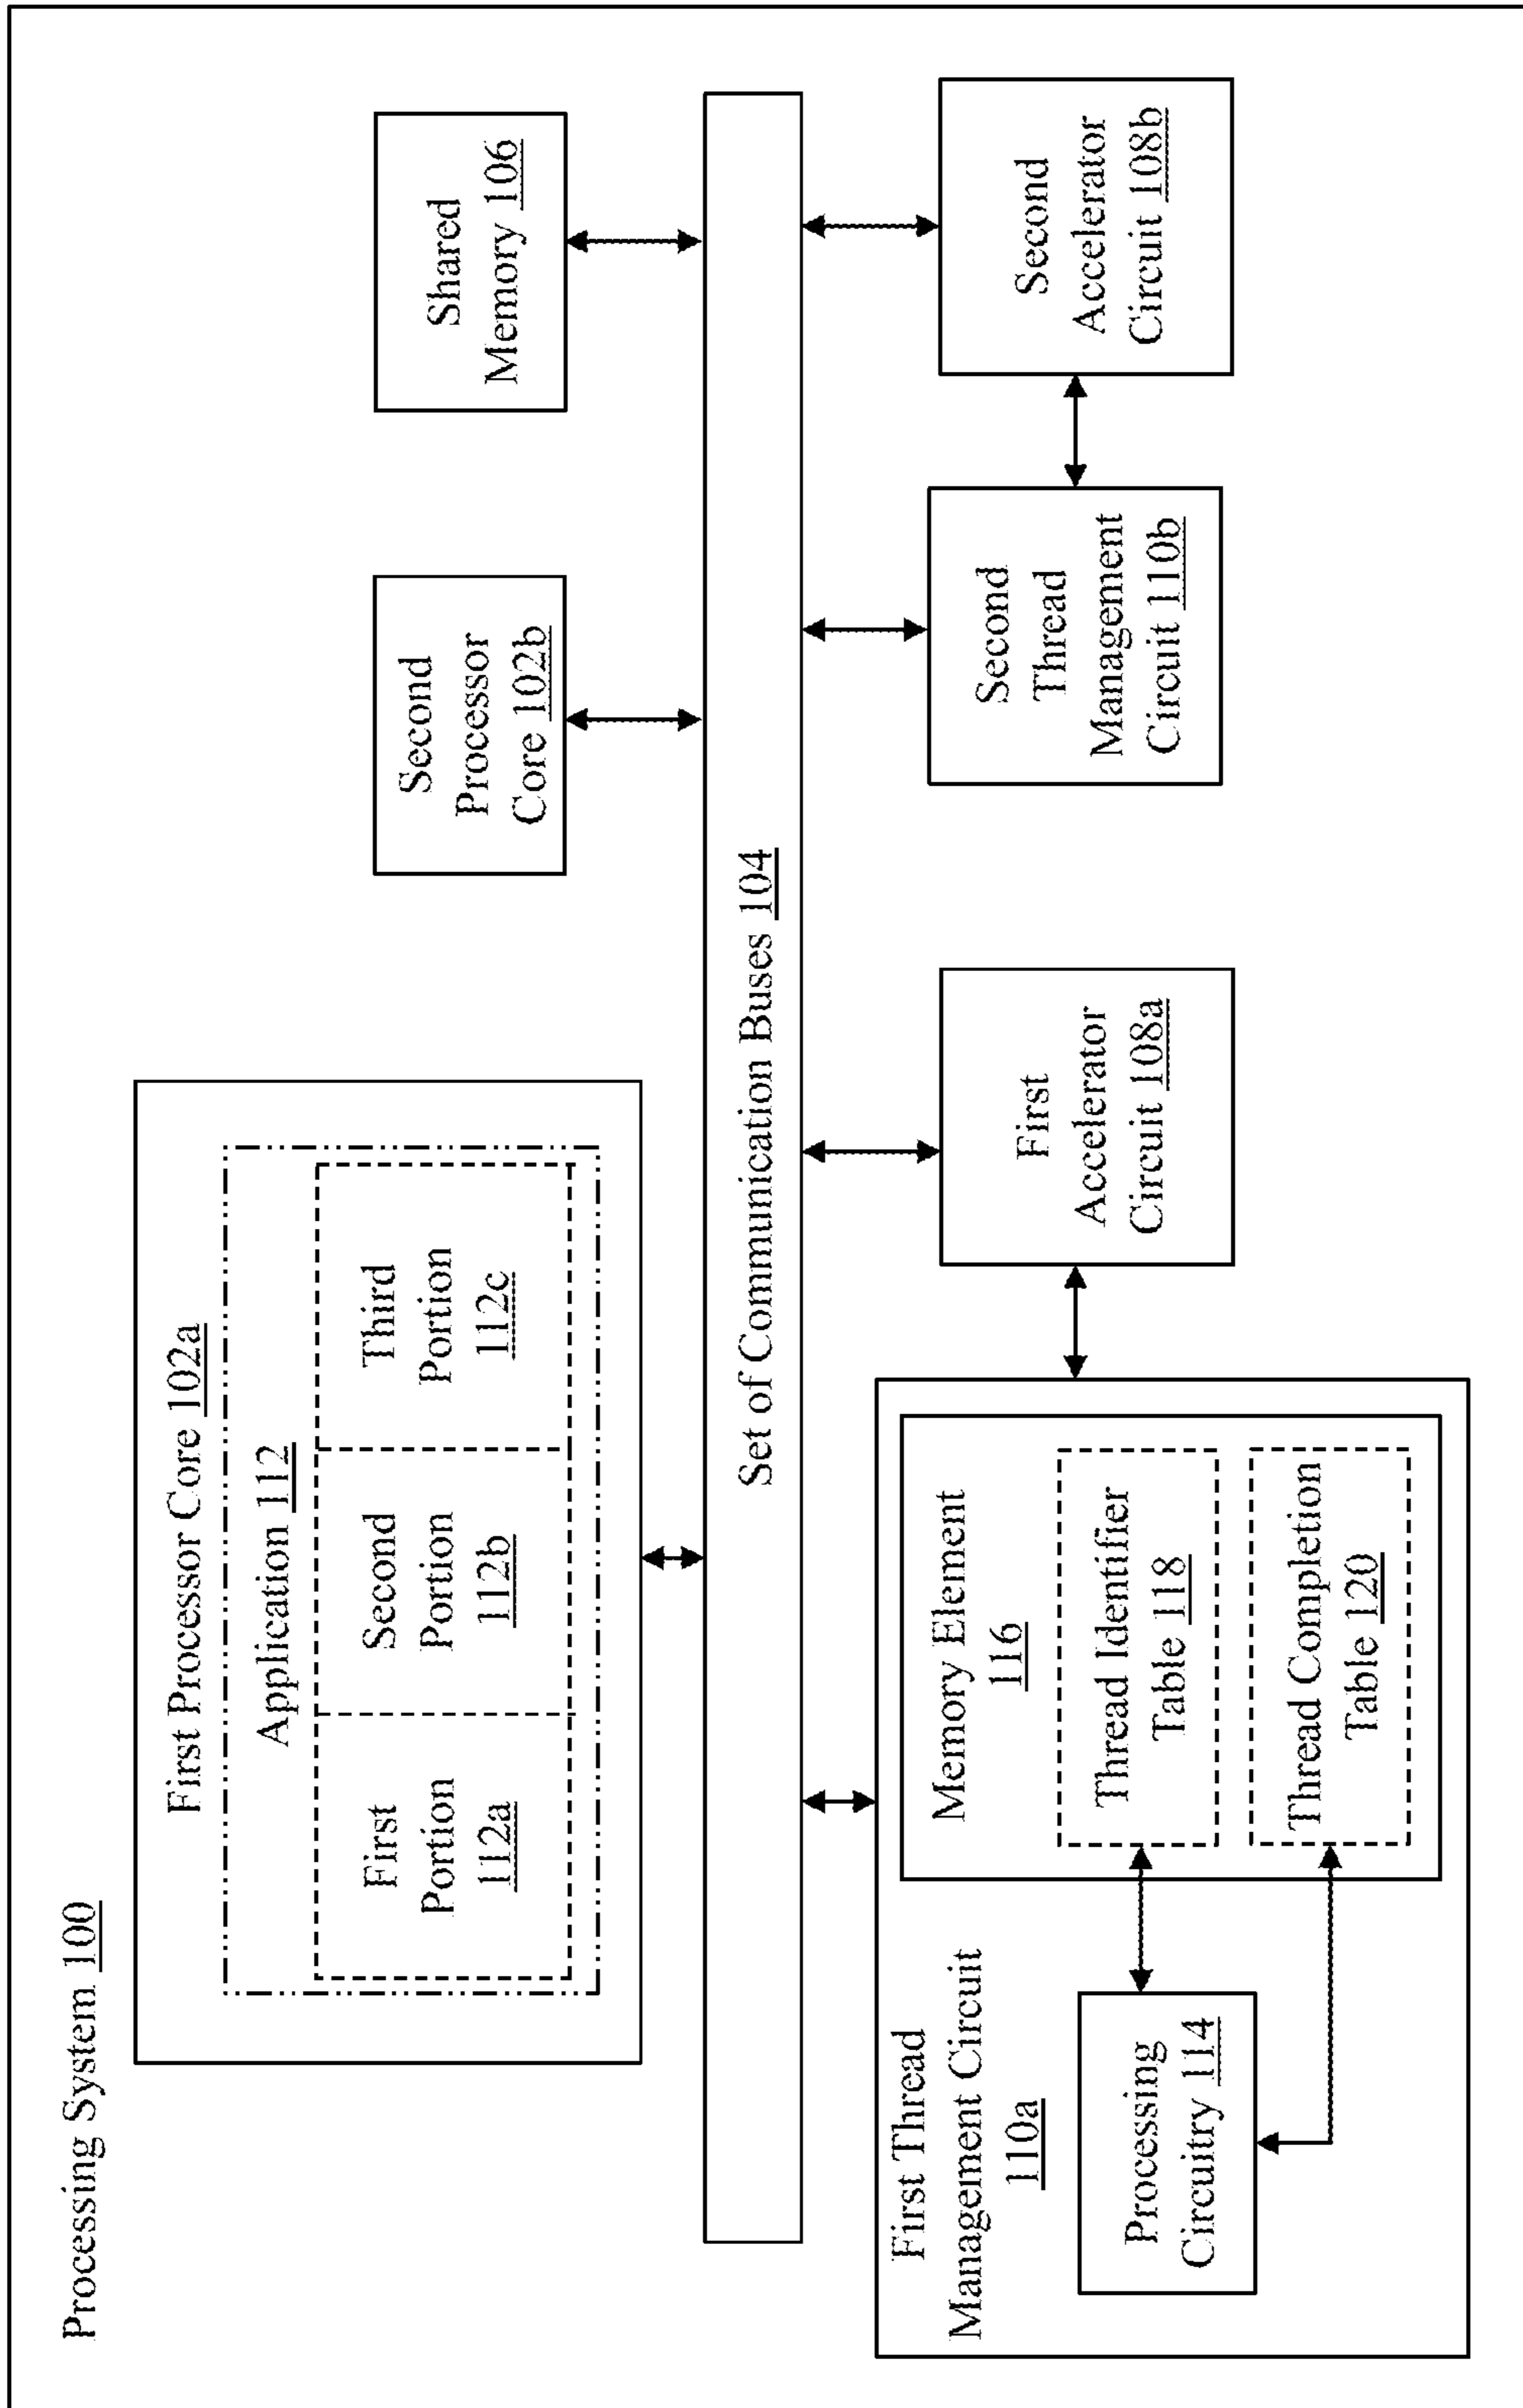 Processing System 100
First Processor Core 102a
Application 112
First
Portion
112a
Second
Portion
112b
Third
Portion
112c
Second
Processor
Core 102b
Shared
Memory 106
Set of Communication Buses 104
First Thread
Management Circuit
110a
Processing
Circuitry 114
Memory Element
116
Thread Identifier
Table 118
Thread Completion
Table 120
First
Accelerator
Circuit 108a
Second
Thread
Management
Circuit 110b
Second
Accelerator
Circuit 108b